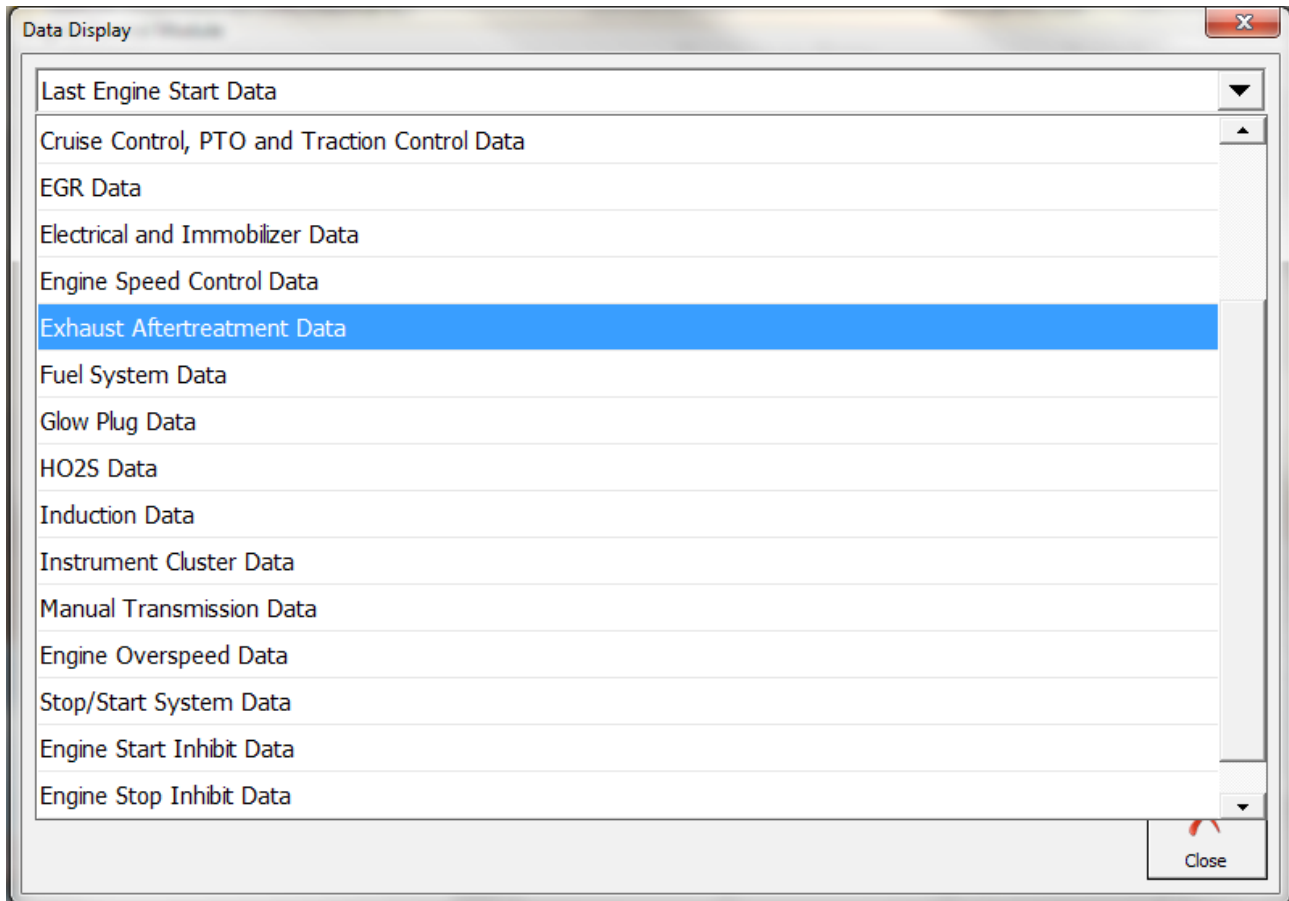 Data Display
Last Engine Start Data
Cruise Control, PTO and Traction Control Data
EGR Data
Electrical and Immobilizer Data
Engine Speed Control Data
Exhaust Aftertreatment Data
Fuel System Data
Glow Plug Data
HO2S Data
Induction Data
Instrument Cluster Data
Manual Transmission Data
Engine Overspeed Data
Stop/Start System Data
Engine Start Inhibit Data
Engine Stop Inhibit Data
Close